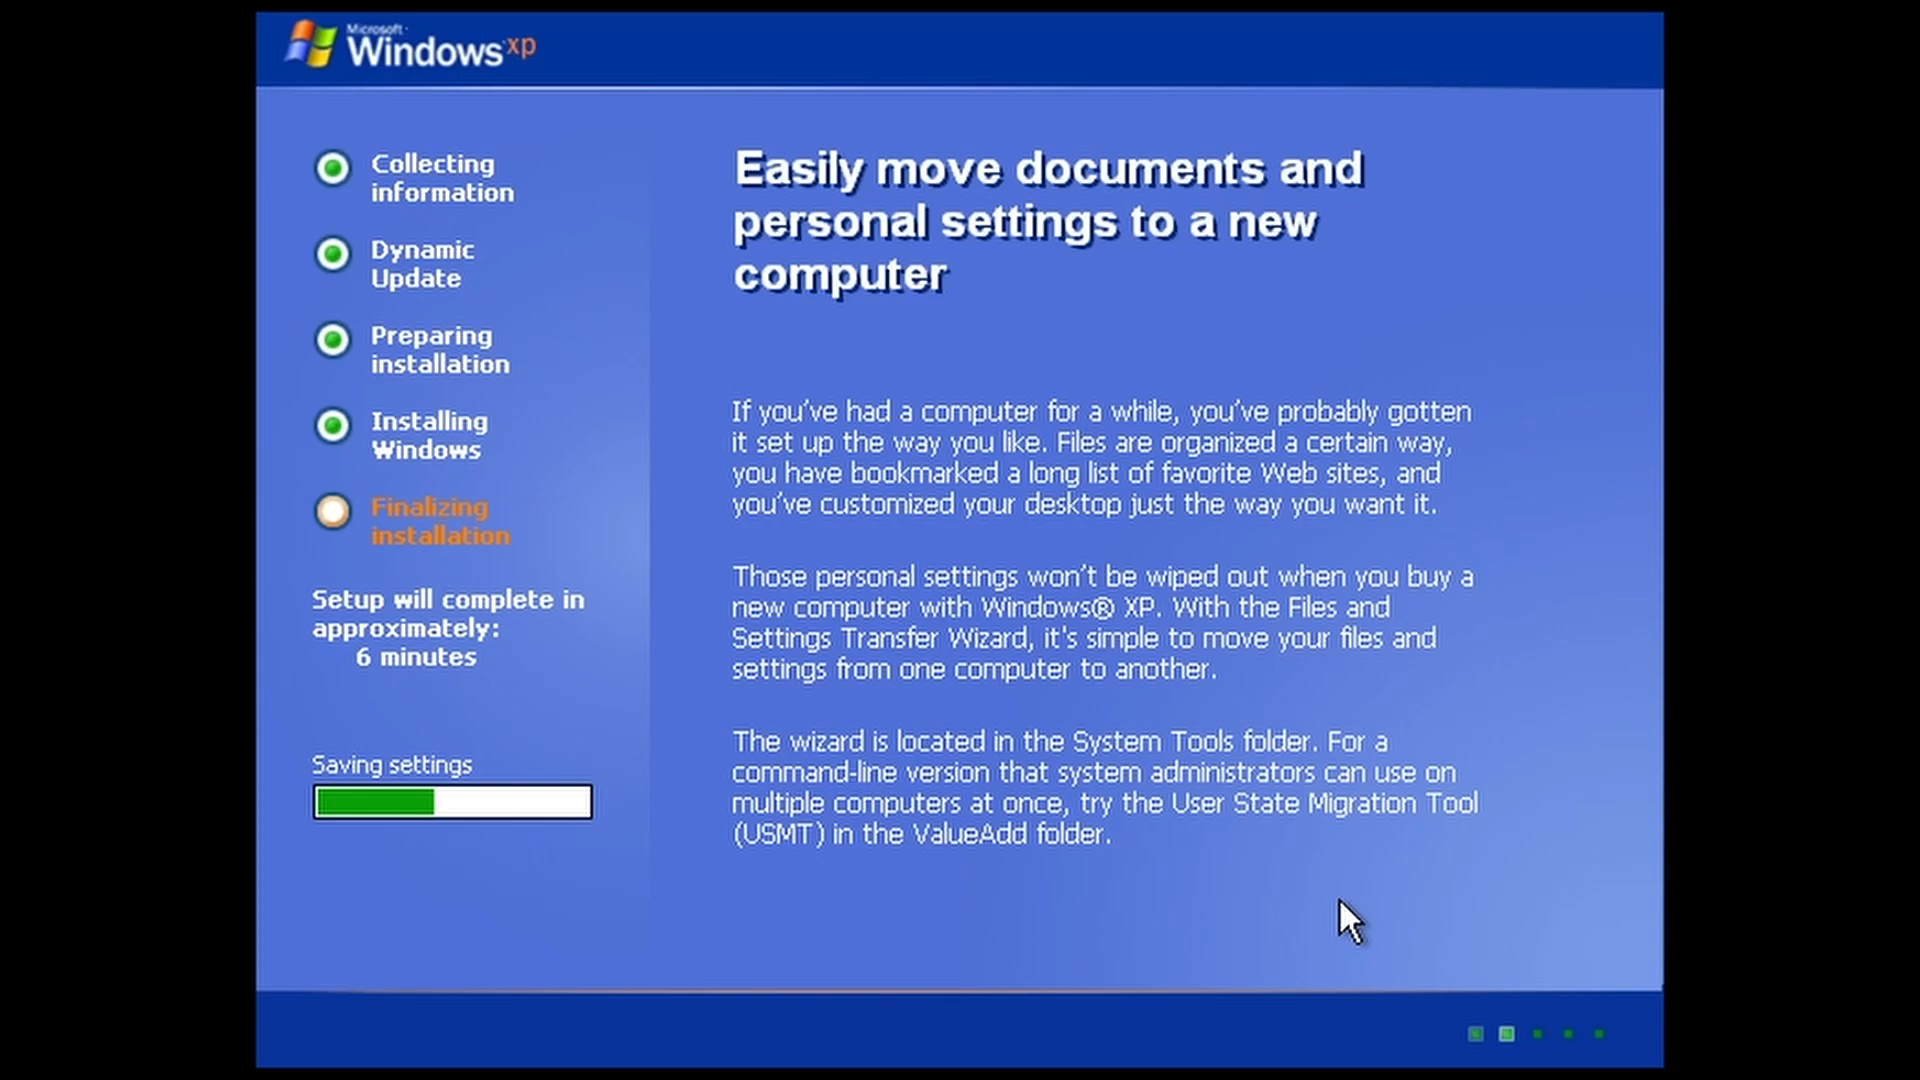 Microsoft
Windows xp
Collecting
information
Dynamic
Update
Preparing
installation
Installing
Windows
Finalizing
installation
Setup will complete in
approximately:
6 minutes
Saving settings
Easily move documents and
personal settings to a new
computer
If you've had a computer for a while, you've probably gotten
it set up the way you like. Files are organized a certain way,
you have bookmarked a long list of favorite Web sites, and
you've customized your desktop just the way you want it.
Those personal settings won't be wiped out when you buy a
new computer with Windows® XP. With the Files and
Settings Transfer Wizard, it's simple to move your files and
settings from one computer to another.
The wizard is located in the System Tools folder. For a
command-line version that system administrators can use on
multiple computers at once, try the User State Migration Tool
(USMT) in the ValueAdd folder.